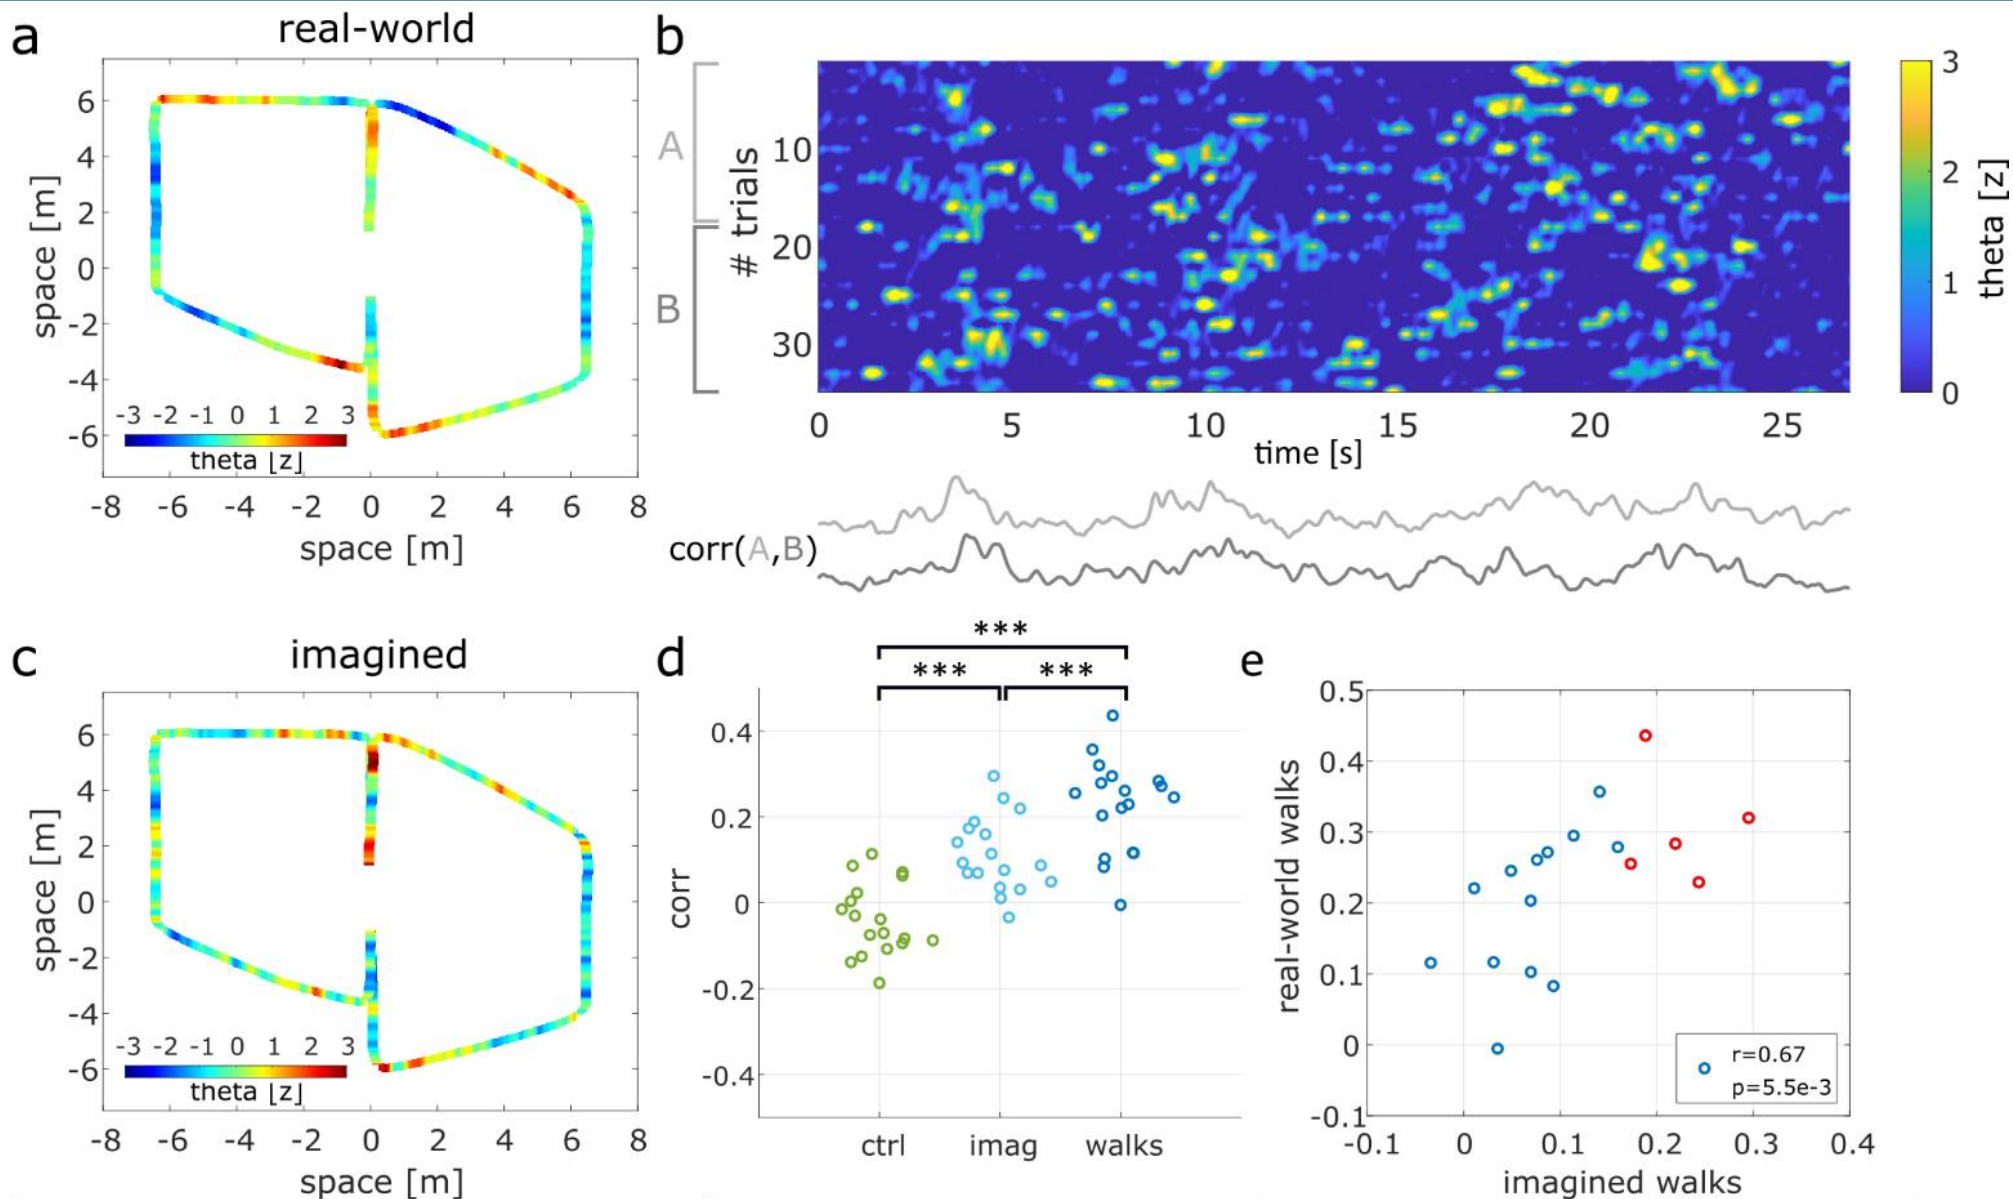 a
real-world
6
4
2
0
-2
-4
-6
space [m]
-3 -2 -1 0 1 2 3
theta [z]
-8 -6 -4 -2 0 2 4 6 8
space [m]
b
A
B
# trials
10
20
30
0 5 10 15 20 25
time [s]
3
2
1
0
theta [z]
corr(A,B)
c
imagined
6
4
2
0
-2
-4
-6
space [m]
-3 -2 -1 0 1 2 3
theta [z]
-8 -6 -4 -2 0 2 4 6 8
space [m]
d
***
*** ***
0.4
0.2
0
-0.2
-0.4
corr
ctrl imag walks
e
0.5
0.4
0.3
0.2
0.1
0
-0.1
real-world walks
r=0.67
p=5.5e-3
-0.1 0 0.1 0.2 0.3 0.4
imagined walks